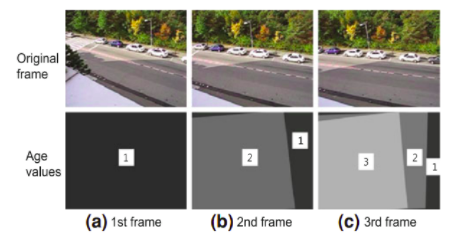 Original
frame
Age
values
1
2
1
3
2
1
(a) 1st frame
(b) 2nd frame
(c) 3rd frame